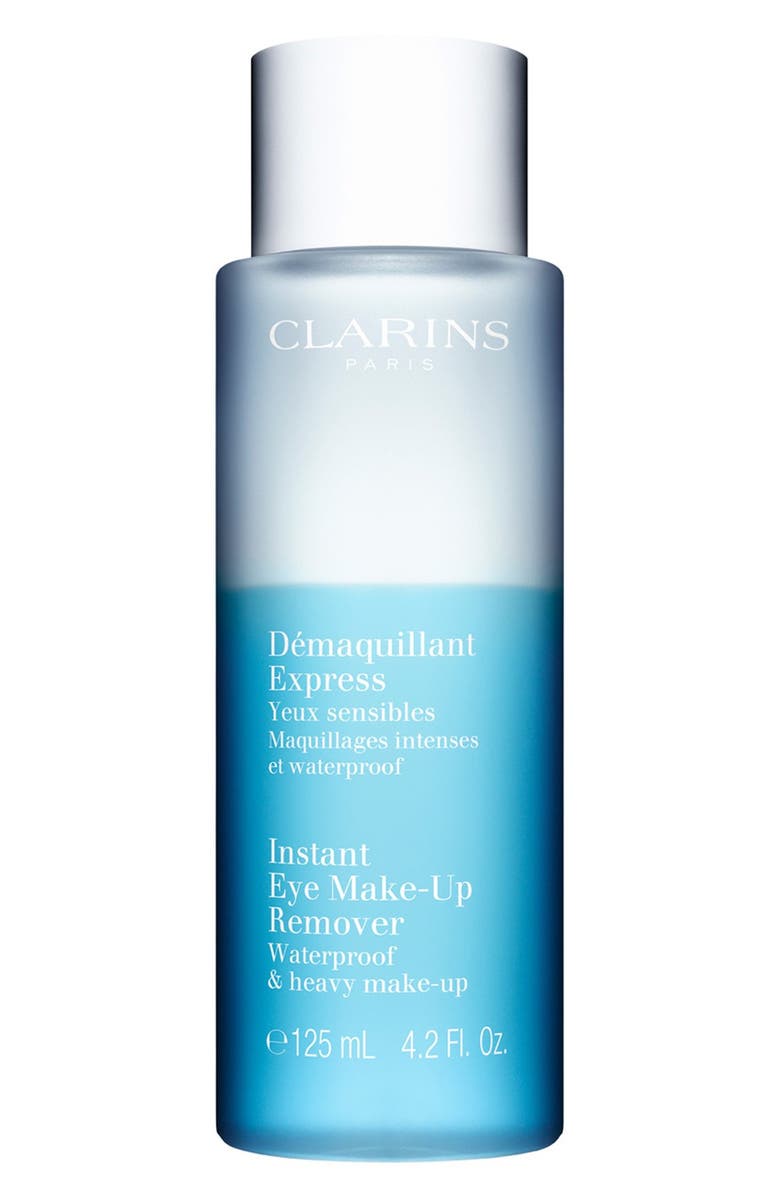 CLARINS
PARIS
Démaquillant
Express
Yeux sensibles
Maquillages intenses
et waterproof
Instant
Eye Make-Up
Remover
Waterproof
& heavy make-up
℮125 mL 4.2 Fl. Oz.